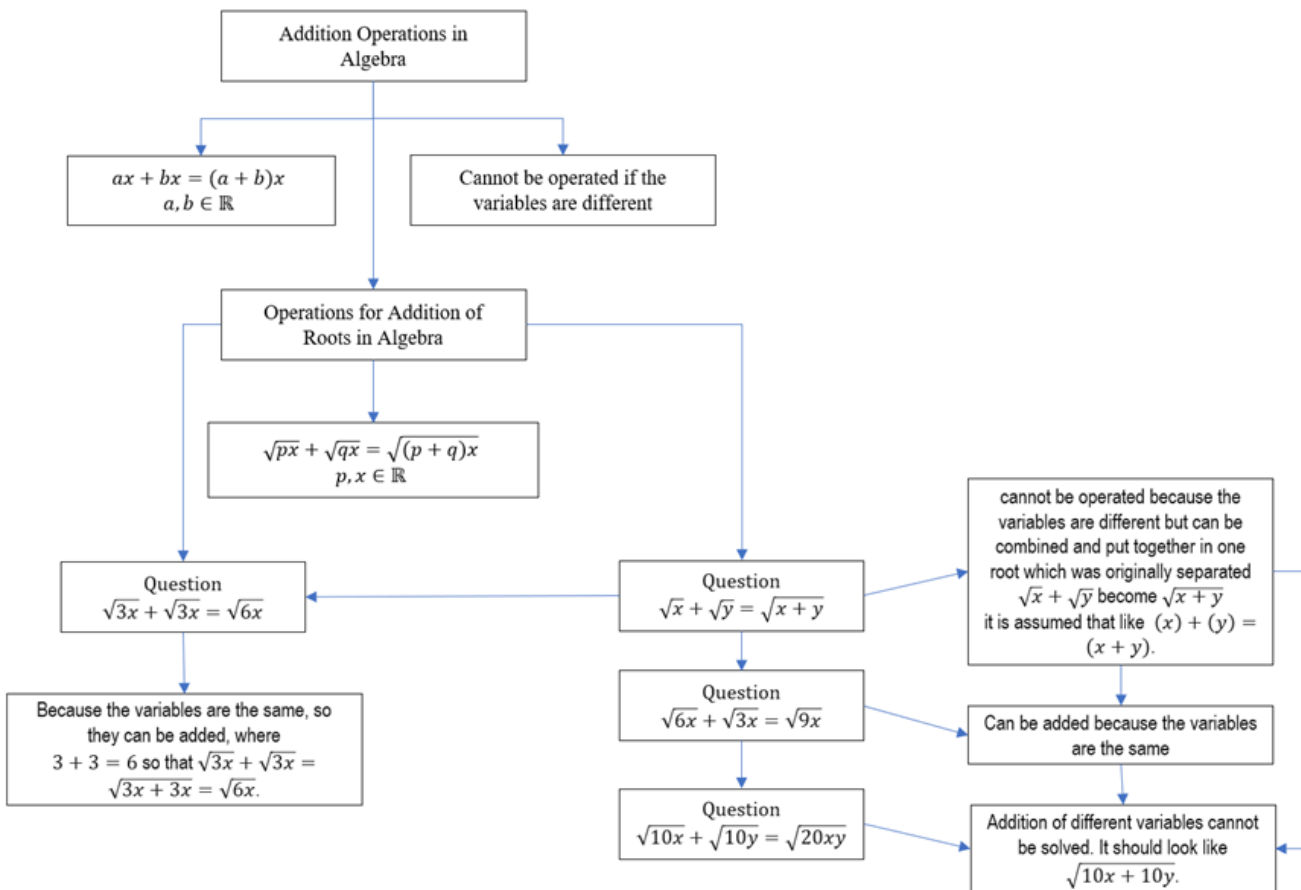 Addition Operations in
Algebra
ax + bx = (a + b)x
a, b ∈ ℝ
Cannot be operated if the
variables are different
Operations for Addition of
Roots in Algebra
√(px) + √(qx) = √((p + q)x)
p, x ∈ ℝ
Question
√(3x) + √(3x) = √(6x)
Because the variables are the same, so
they can be added, where
3 + 3 = 6 so that √(3x) + √(3x) =
√(3x + 3x) = √(6x).
Question
√x + √y = √(x + y)
cannot be operated because the
variables are different but can be
combined and put together in one
root which was originally separated
√x + √y become √(x + y)
it is assumed that like (x) + (y) =
(x + y).
Question
√(6x) + √(3x) = √(9x)
Can be added because the variables
are the same
Question
√(10x) + √(10y) = √(20xy)
Addition of different variables cannot
be solved. It should look like
√(10x + 10y).